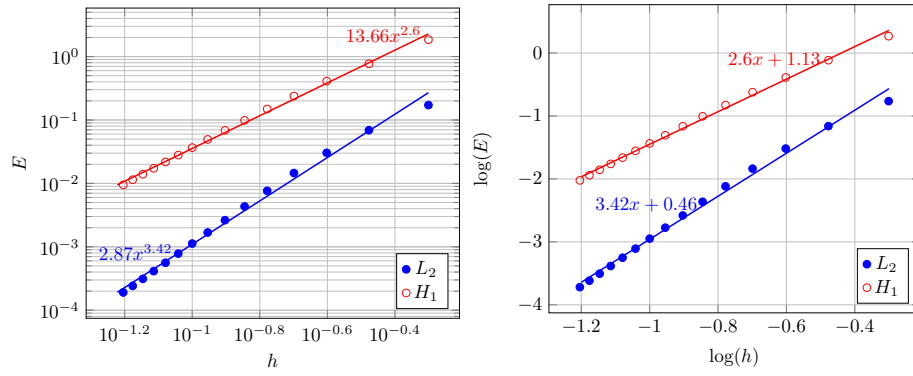 10^0
10^{-1}
10^{-2}
10^{-3}
10^{-4}
E
13.66x^{2.6}
2.87x^{3.42}
L_2
H_1
10^{-1.2}
10^{-1}
10^{-0.8}
10^{-0.6}
10^{-0.4}
h
0
−1
−2
−3
−4
log(E)
2.6x + 1.13
3.42x + 0.46
L_2
H_1
−1.2
−1
−0.8
−0.6
−0.4
log(h)